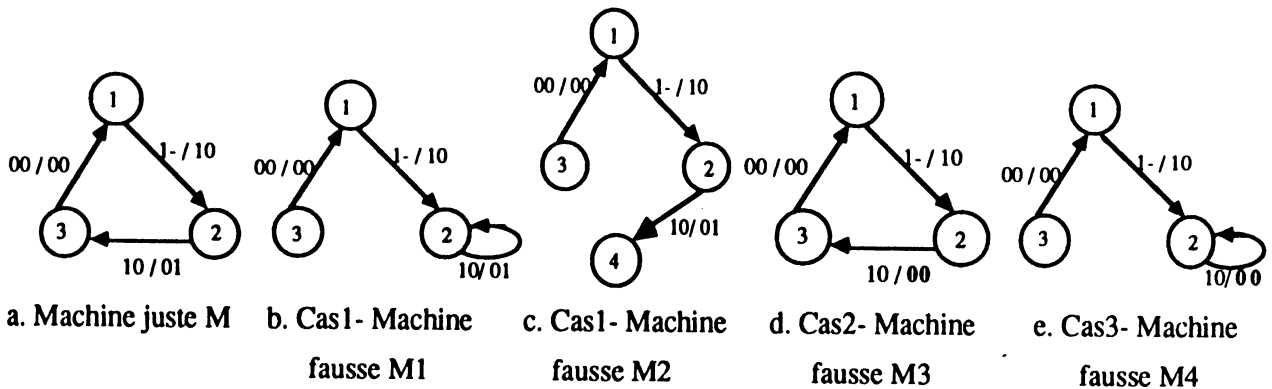 1
00 / 00
1- / 10
3
2
10 / 01
a. Machine juste M
1
00 / 00
1- / 10
3
2
10/ 01
b. Cas1- Machine
fausse M1
1
00 / 00
1- / 10
3
2
10/ 01
4
c. Cas1- Machine
fausse M2
1
00 / 00
1- / 10
3
2
10 / 00
d. Cas2- Machine
fausse M3
1
00 / 00
1- / 10
3
2
10/ 00
e. Cas3- Machine
fausse M4